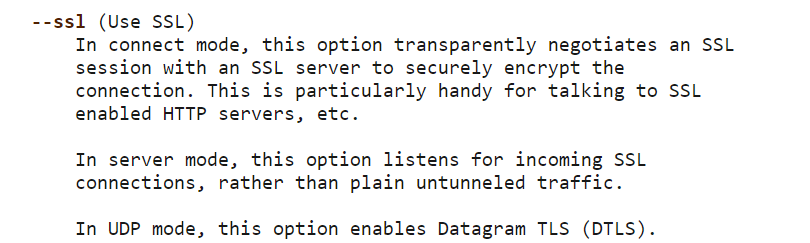 --ssl (Use SSL)
In connect mode, this option transparently negotiates an SSL
session with an SSL server to securely encrypt the
connection. This is particularly handy for talking to SSL
enabled HTTP servers, etc.
In server mode, this option listens for incoming SSL
connections, rather than plain untunneled traffic.
In UDP mode, this option enables Datagram TLS (DTLS).